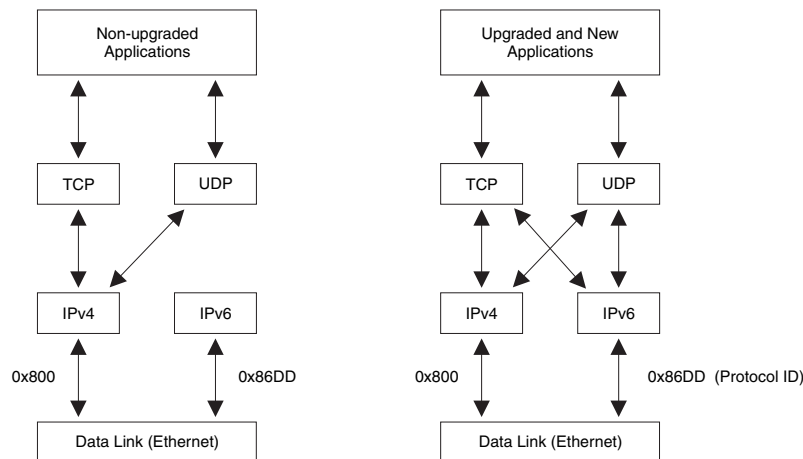 Non-upgraded
Applications
TCP
UDP
IPv4
IPv6
0x800
0x86DD
Data Link (Ethernet)
Upgraded and New
Applications
TCP
UDP
IPv4
IPv6
0x800
0x86DD (Protocol ID)
Data Link (Ethernet)